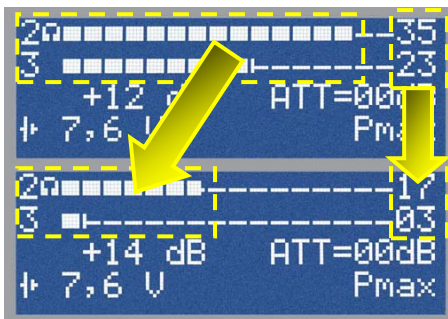 2 35
3 23
+12 ATT=00dB
7,6 V Pmax
2 17
3 03
+14 dB ATT=00dB
7,6 V Pmax